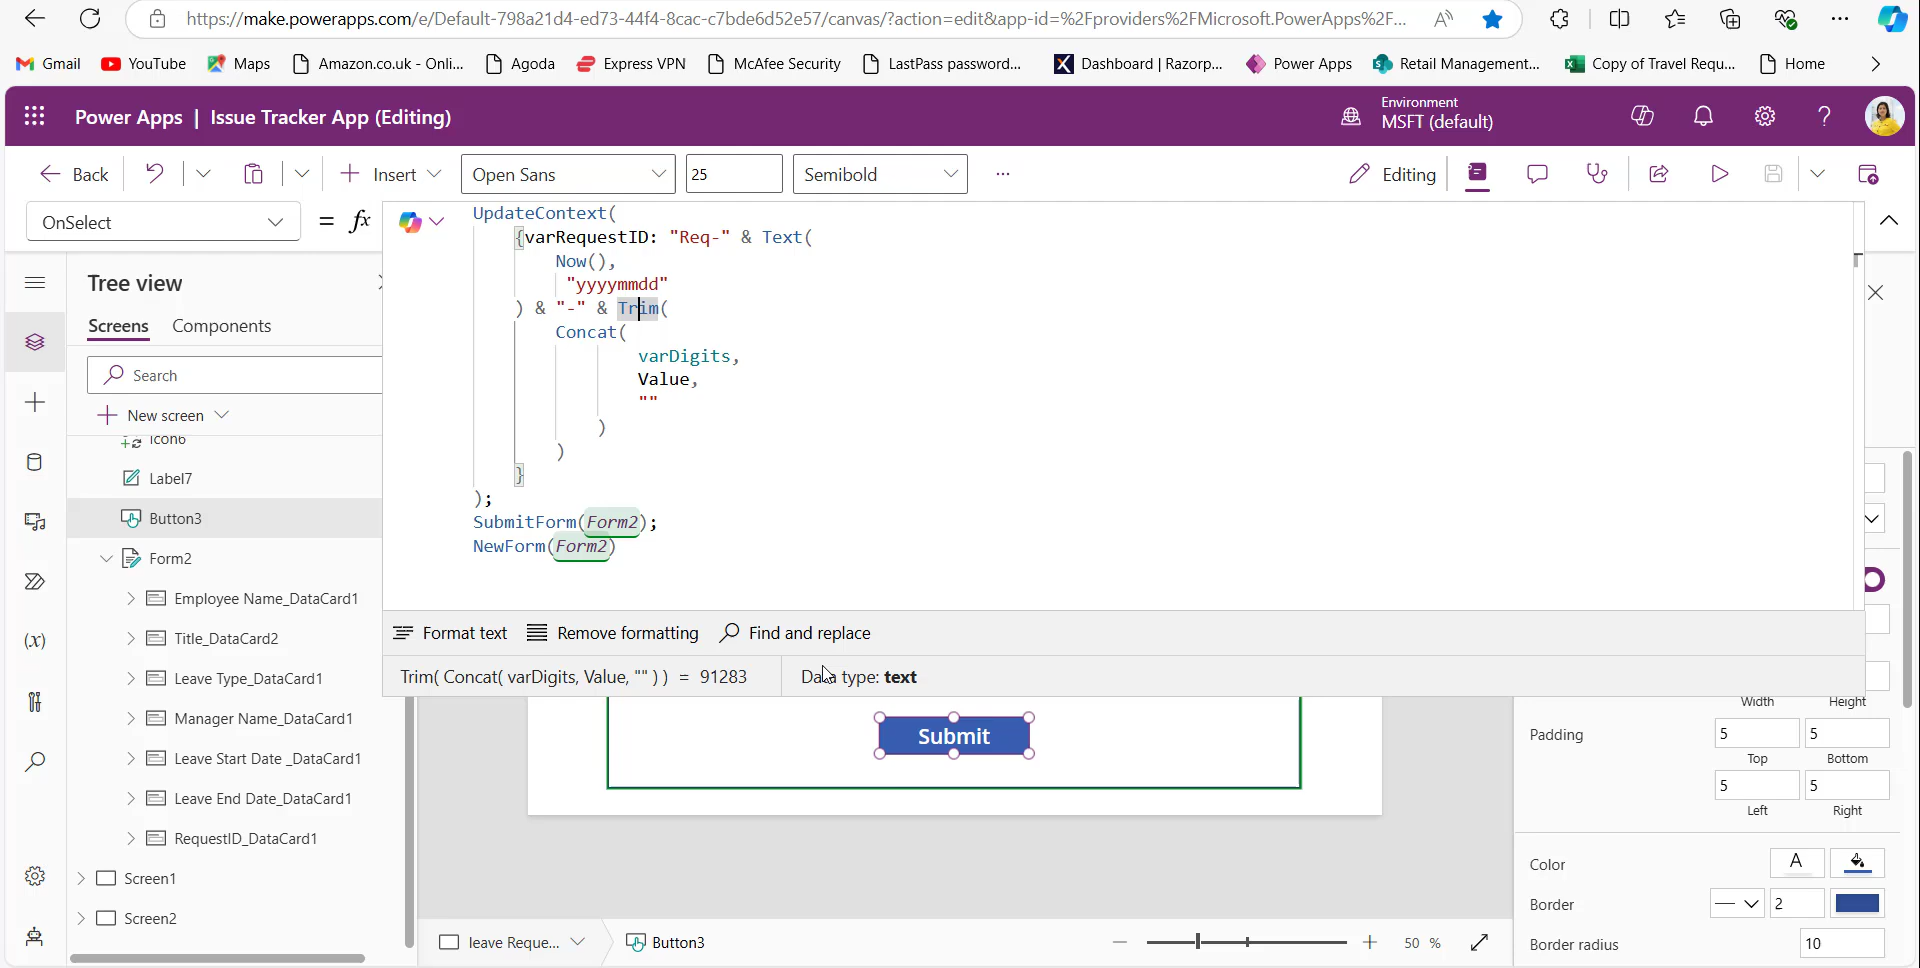 https://make.powerapps.com/e/Default-798a21d4-ed73-44f4-8cac-c7bde6d52e57/canvas/?action=edit&app-id=%2Fproviders%2FMicrosoft.PowerApps%2F...
Gmail YouTube Maps Amazon.co.uk - Onli... Agoda Express VPN McAfee Security LastPass password... Dashboard | Razorp... Power Apps Retail Management... Copy of Travel Requ... Home
Power Apps | Issue Tracker App (Editing)
Environment
MSFT (default)
Back Insert Open Sans 25 Semibold ... Editing
OnSelect = fx
UpdateContext(
{varRequestID: "Req-" & Text(
Now(),
"yyyymmdd"
) & "-" & Trim(
Concat(
varDigits,
Value,
""
)
)
}
);
SubmitForm(Form2);
NewForm(Form2)
Format text Remove formatting Find and replace
Trim( Concat( varDigits, Value, "" ) ) = 91283 Data type: text
Tree view
Screens Components
Search
New screen
Icon6
Label7
Button3
Form2
Employee Name_DataCard1
Title_DataCard2
Leave Type_DataCard1
Manager Name_DataCard1
Leave Start Date _DataCard1
Leave End Date_DataCard1
RequestID_DataCard1
Screen1
Screen2
Submit
Width Height
Padding 5 5
Top Bottom
5 5
Left Right
Color A
Border 2
Border radius 10
leave Reque... Button3 50 %